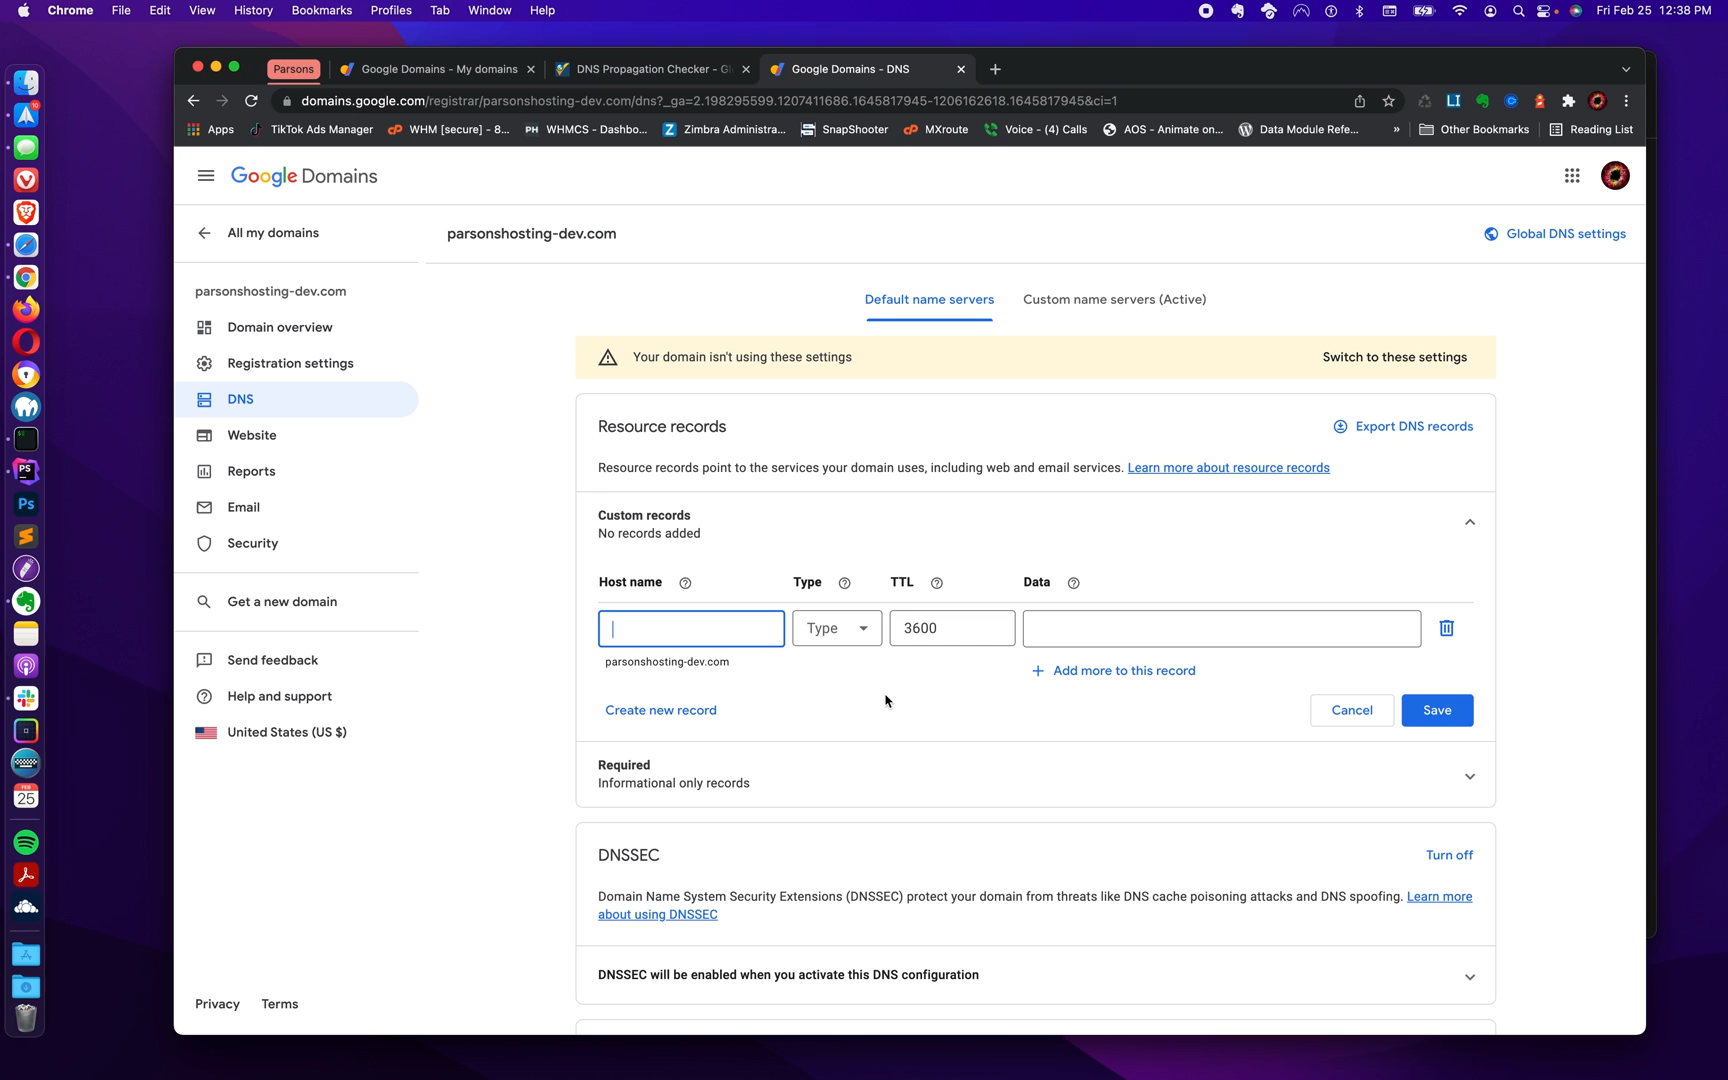 Chrome File Edit View History Bookmarks Profiles Tab Window Help Fri Feb 25 12:38 PM
Parsons Google Domains - My domains DNS Propagation Checker - Gl Google Domains - DNS
domains.google.com/registrar/parsonshosting-dev.com/dns?_ga=2.198295599.1207411686.1645817945-1206162618.1645817945&ci=1
Apps TikTok Ads Manager WHM [secure] - 8... PH WHMCS - Dashbo... Zimbra Administra... SnapShooter MXroute Voice - (4) Calls AOS - Animate on... Data Module Refe... » Other Bookmarks Reading List
Google Domains
All my domains
parsonshosting-dev.com
Global DNS settings
parsonshosting-dev.com
Domain overview
Registration settings
DNS
Website
Reports
Email
Security
Get a new domain
Send feedback
Help and support
United States (US $)
Privacy Terms
Default name servers Custom name servers (Active)
Your domain isn't using these settings Switch to these settings
Resource records Export DNS records
Resource records point to the services your domain uses, including web and email services. Learn more about resource records
Custom records
No records added
Host name Type TTL Data
Type 3600
parsonshosting-dev.com
Add more to this record
Create new record Cancel Save
Required
Informational only records
DNSSEC Turn off
Domain Name System Security Extensions (DNSSEC) protect your domain from threats like DNS cache poisoning attacks and DNS spoofing. Learn more
about using DNSSEC
DNSSEC will be enabled when you activate this DNS configuration
PS
Ps
FEB
25